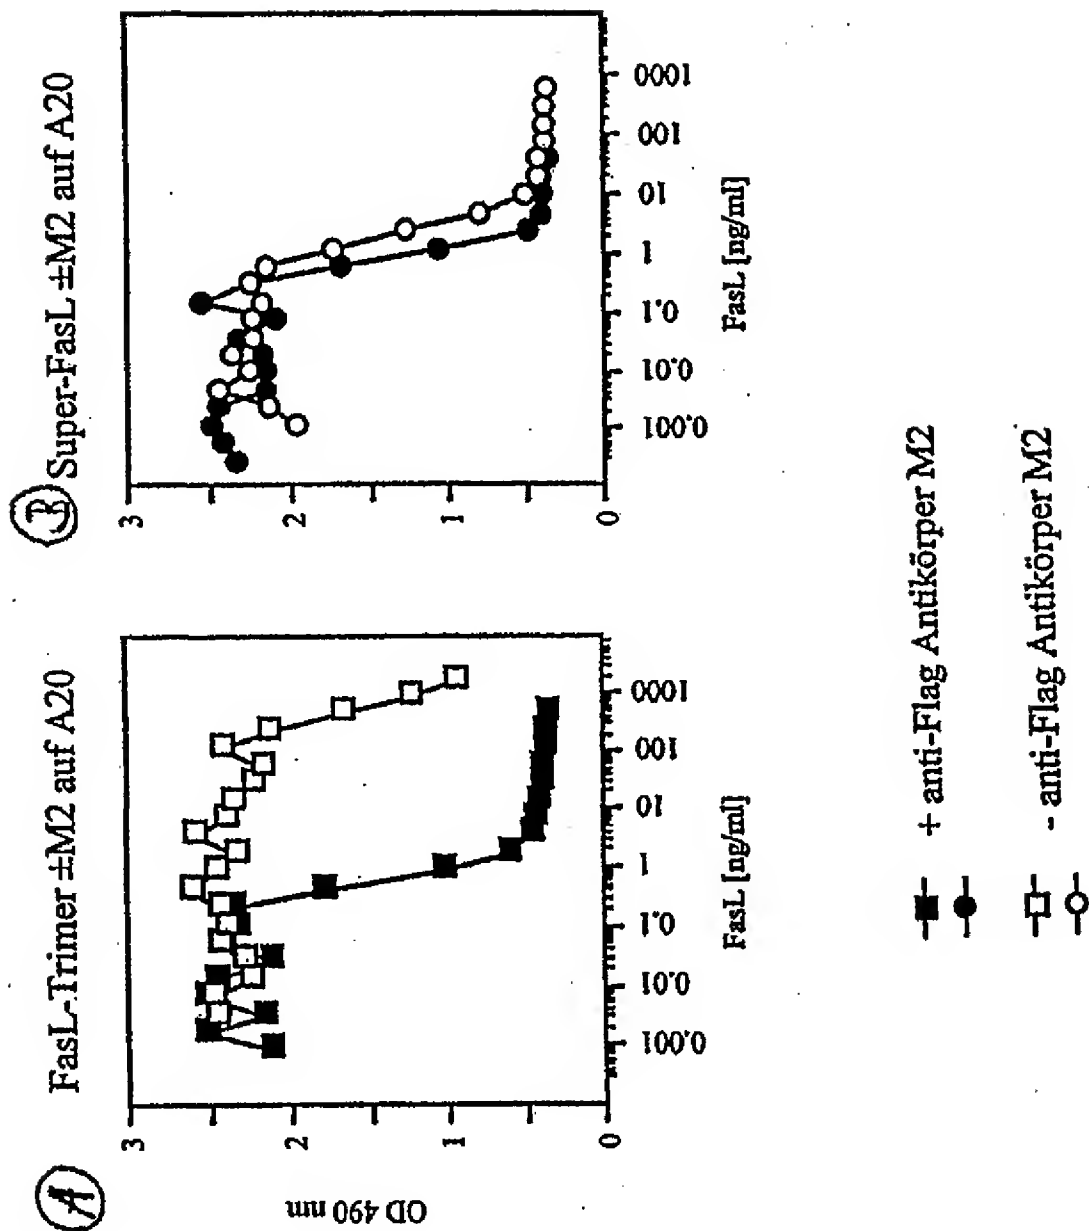 A
FasL-Trimer ±M2 auf A20
OD 490 nm
3
2
1
0
0.001
0.01
0.1
1
10
100
1000
FasL [ng/ml]
B
Super-FasL ±M2 auf A20
3
2
1
0
0.001
0.01
0.1
1
10
100
1000
FasL [ng/ml]
+ anti-Flag Antikörper M2
- anti-Flag Antikörper M2